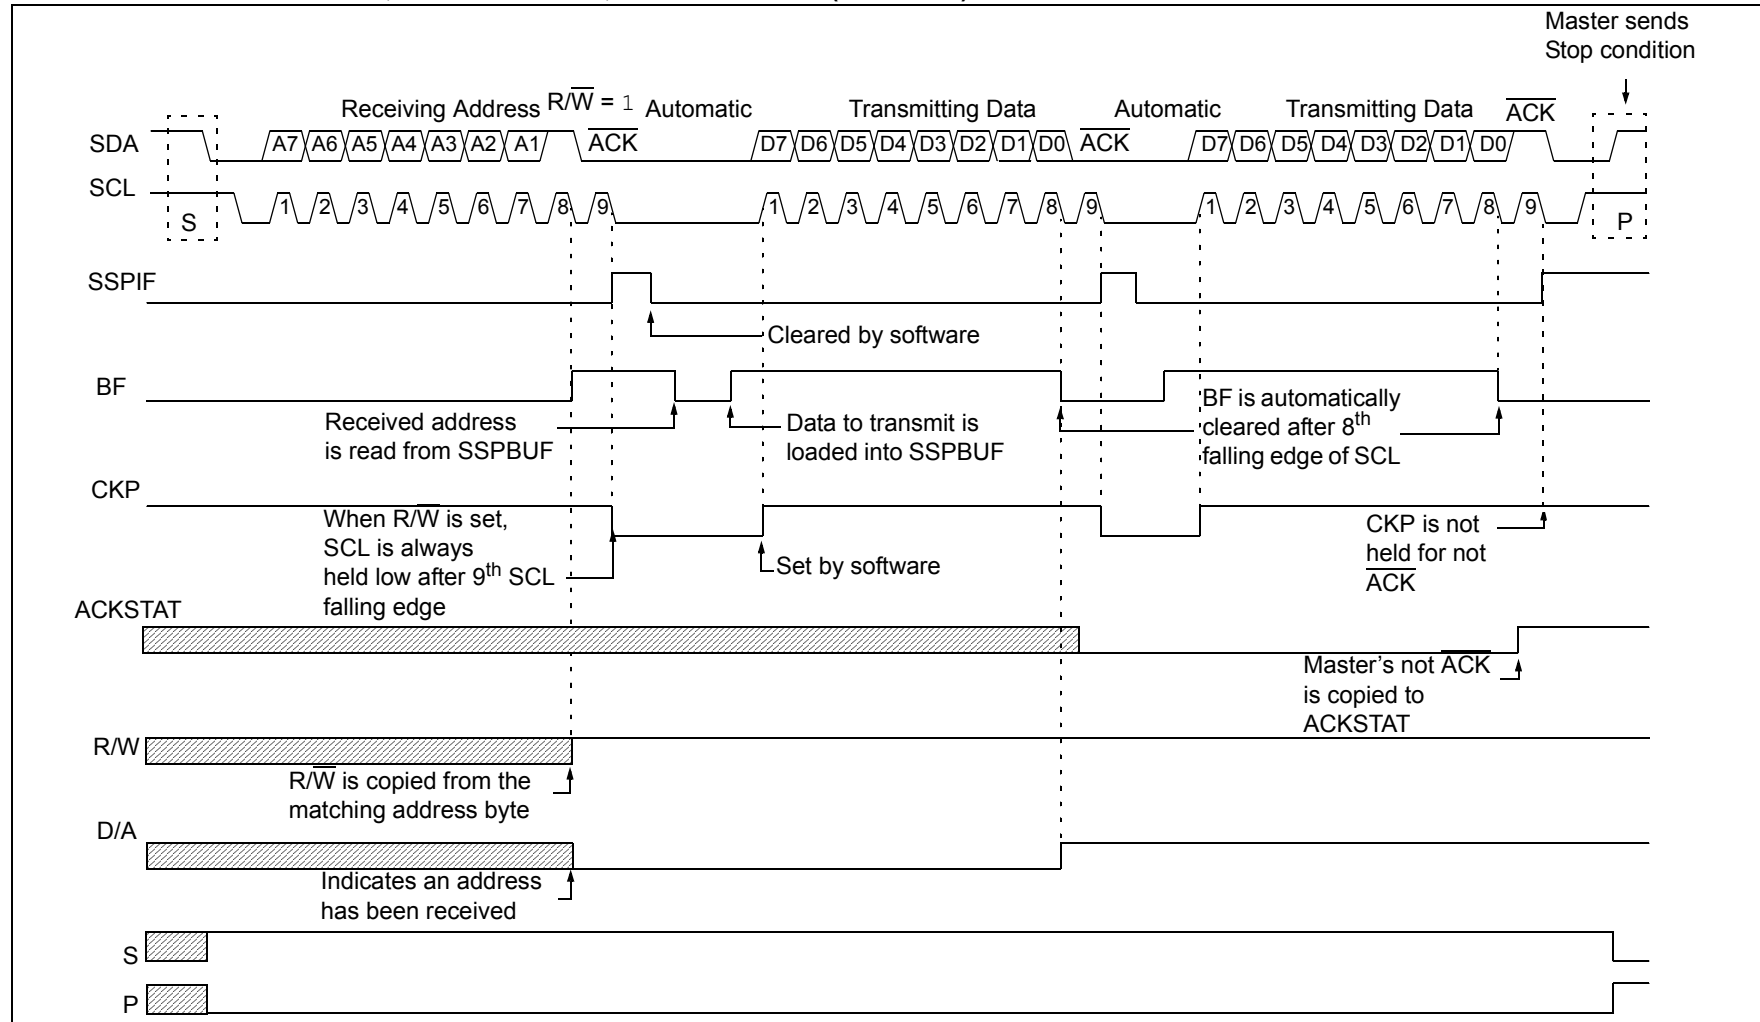 Master sends
Stop condition
Receiving Address R/W̅ = 1 Automatic Transmitting Data Automatic Transmitting Data A̅C̅K̅
SDA A7 A6 A5 A4 A3 A2 A1 A̅C̅K̅ D7 D6 D5 D4 D3 D2 D1 D0 A̅C̅K̅ D7 D6 D5 D4 D3 D2 D1 D0
SCL
S 1 2 3 4 5 6 7 8 9 1 2 3 4 5 6 7 8 9 1 2 3 4 5 6 7 8 9 P
SSPIF
Cleared by software
BF
Received address
is read from SSPBUF
Data to transmit is
loaded into SSPBUF
BF is automatically
cleared after 8th
falling edge of SCL
CKP
When R/W̅ is set,
SCL is always
held low after 9th SCL
falling edge
Set by software
CKP is not
held for not
A̅C̅K̅
ACKSTAT
Master’s not A̅C̅K̅
is copied to
ACKSTAT
R/W
R/W̅ is copied from the
matching address byte
D/A
Indicates an address
has been received
S
P